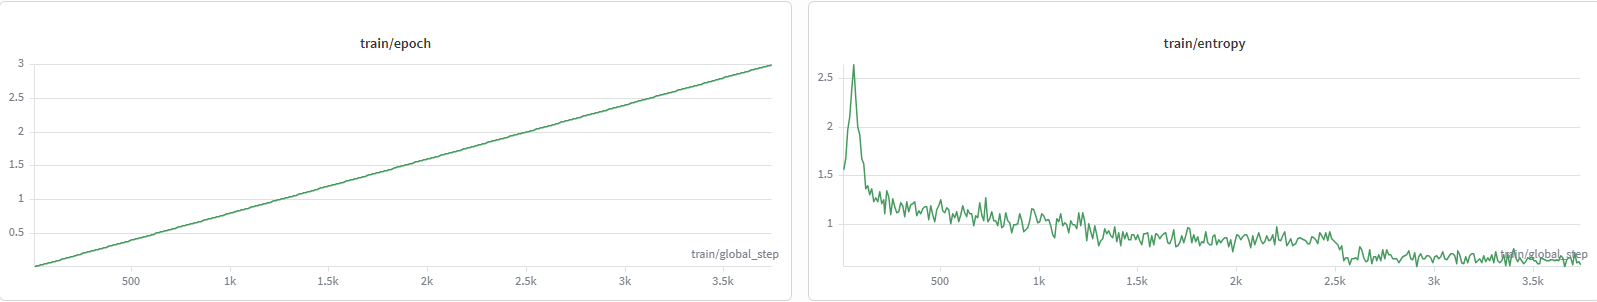 train/epoch
3
2.5
2
1.5
1
0.5
train/global_step
500
1k
1.5k
2k
2.5k
3k
3.5k
train/entropy
2.5
2
1.5
1
train/global_step
500
1k
1.5k
2k
2.5k
3k
3.5k